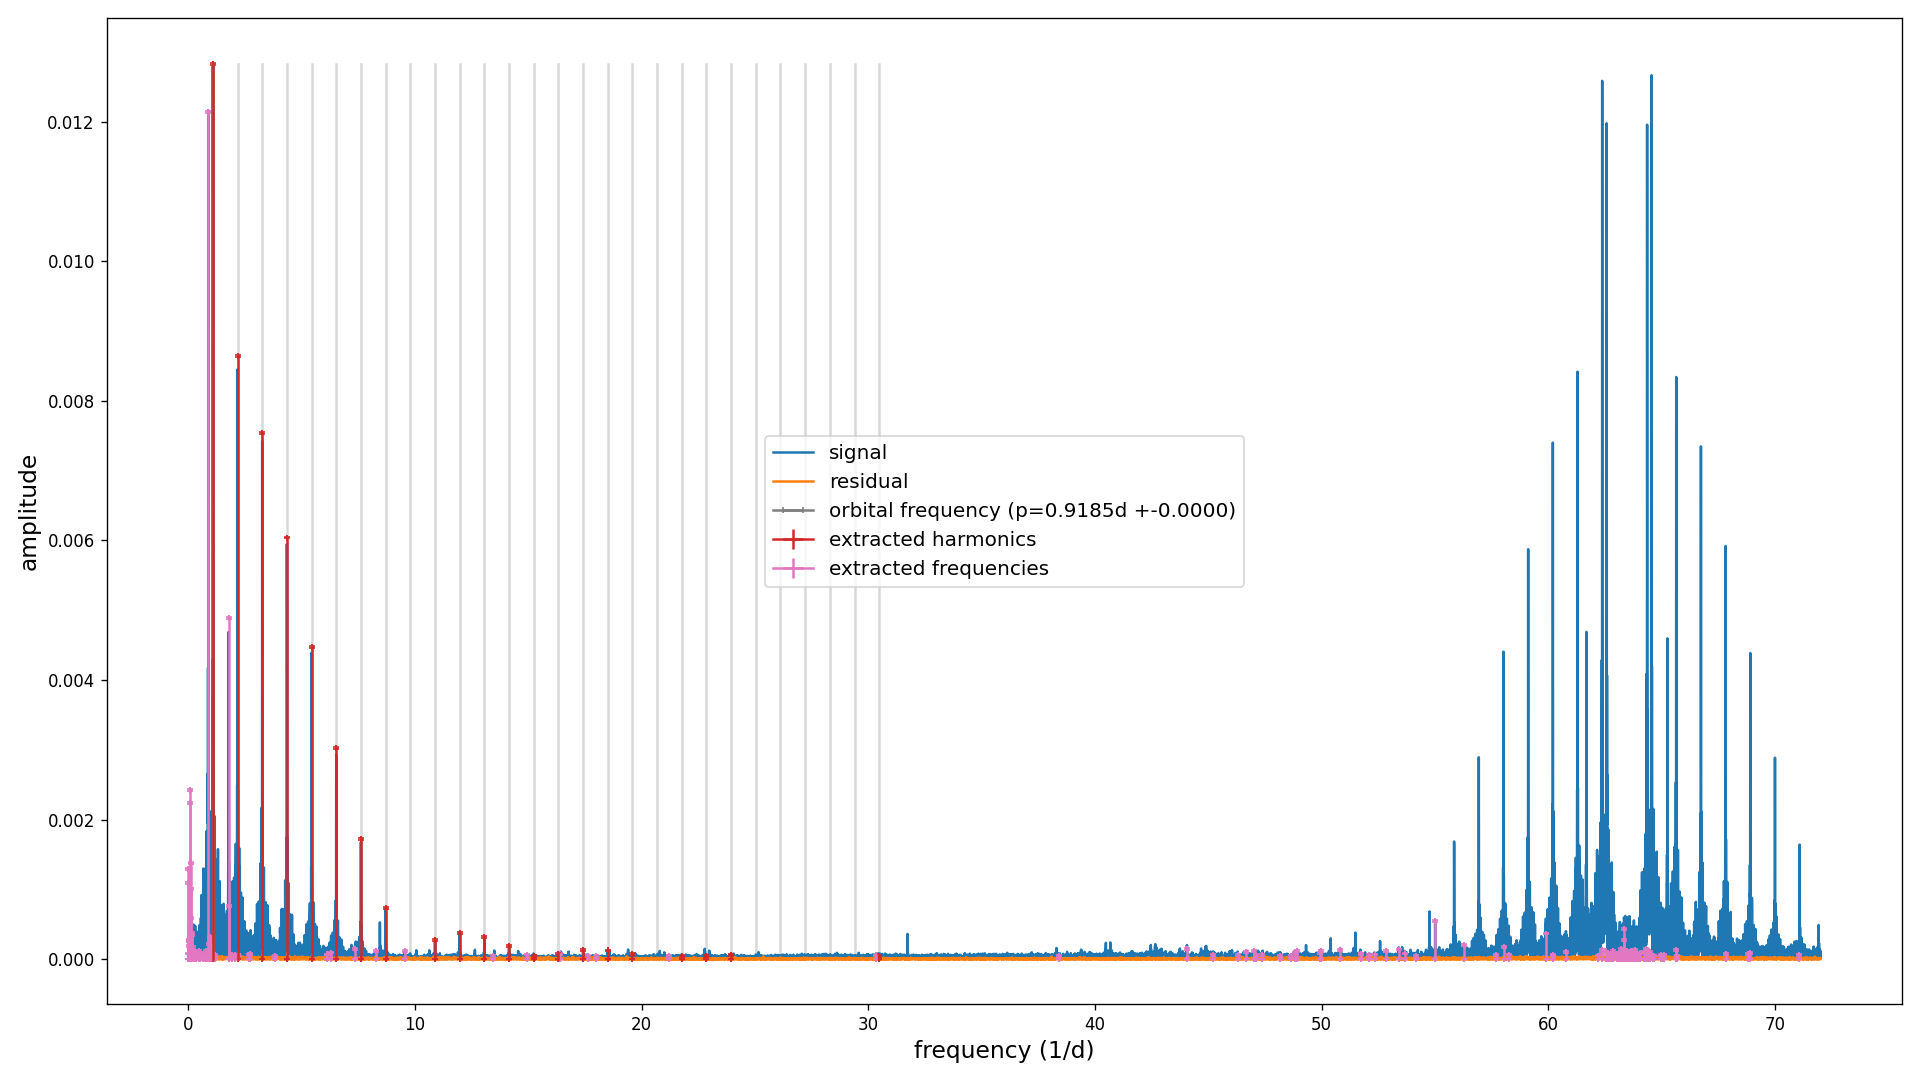 0.012
0.010
0.008
0.006
0.004
0.002
0.000
amplitude
signal
residual
orbital frequency (p=0.9185d +-0.0000)
extracted harmonics
extracted frequencies
0 10 20 30 40 50 60 70
frequency (1/d)